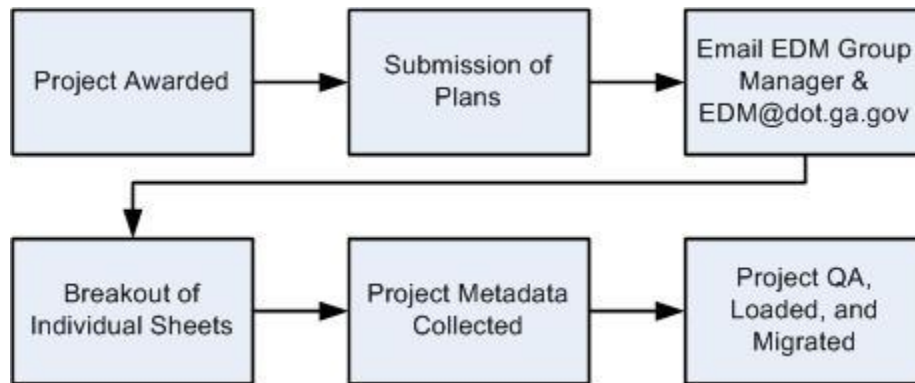 Project Awarded
Submission of
Plans
Email EDM Group
Manager &
EDM@dot.ga.gov
Breakout of
Individual Sheets
Project Metadata
Collected
Project QA,
Loaded, and
Migrated